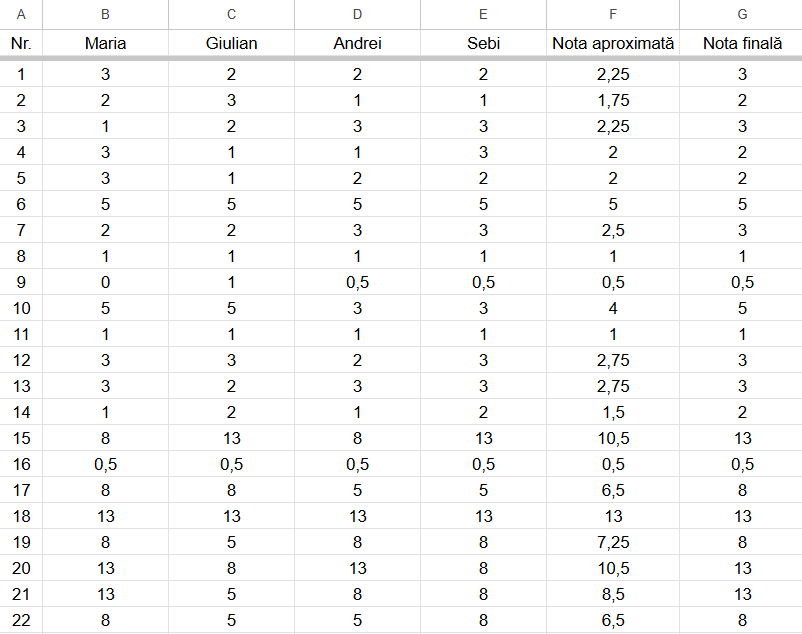 A B C D E F G
Nr. Maria Giulian Andrei Sebi Nota aproximată Nota finală
1 3 2 2 2 2,25 3
2 2 3 1 1 1,75 2
3 1 2 3 3 2,25 3
4 3 1 1 3 2 2
5 3 1 2 2 2 2
6 5 5 5 5 5 5
7 2 2 3 3 2,5 3
8 1 1 1 1 1 1
9 0 1 0,5 0,5 0,5 0,5
10 5 5 3 3 4 5
11 1 1 1 1 1 1
12 3 3 2 3 2,75 3
13 3 2 3 3 2,75 3
14 1 2 1 2 1,5 2
15 8 13 8 13 10,5 13
16 0,5 0,5 0,5 0,5 0,5 0,5
17 8 8 5 5 6,5 8
18 13 13 13 13 13 13
19 8 5 8 8 7,25 8
20 13 8 13 8 10,5 13
21 13 5 8 8 8,5 13
22 8 5 5 8 6,5 8